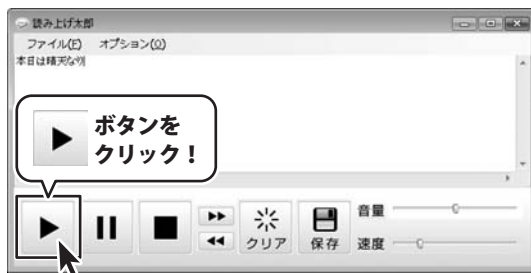 読み上げ太郎
ファイル(F) オプション(O)
本日は晴天なり
ボタンを
クリック！
クリア
保存
音量
速度